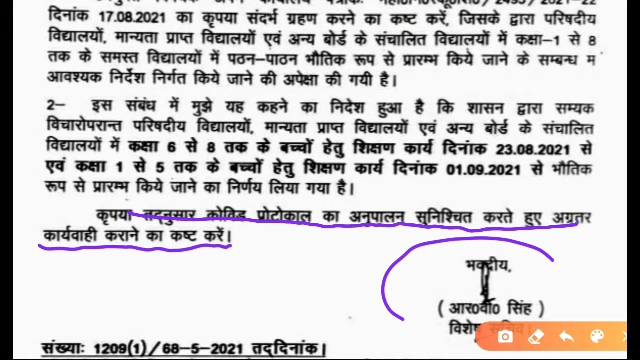 दिनांक 17.08.2021 का कृपया संदर्भ ग्रहण करने का कष्ट करें, जिसके द्वारा परिषदीय
विद्यालयों, मान्यता प्राप्त विद्यालयों एवं अन्य बोर्ड के संचालित विद्यालयों में कक्षा-1 से 8
तक के समस्त विद्यालयों में पठन-पाठन भौतिक रूप से प्रारम्भ किये जाने के सम्बन्ध म
आवश्यक निर्देश निर्गत किये जाने की अपेक्षा की गयी है।
2- इस संबंध में मुझे यह कहने का निदेश हुआ है कि शासन द्वारा सम्यक
विचारोपरान्त परिषदीय विद्यालयों, मान्यता प्राप्त विद्यालयों एवं अन्य बोर्ड के संचालित
विद्यालयों में कक्षा 6 से 8 तक के बच्चों हेतु शिक्षण कार्य दिनांक 23.08.2021 से
एवं कक्षा 1 से 5 तक के बच्चों हेतु शिक्षण कार्य दिनांक 01.09.2021 से भौतिक
रूप से प्रारम्भ किये जाने का निर्णय लिया गया है।
कृपया तद्नुसार कोविड प्रोटोकाल का अनुपालन सुनिश्चित करते हुए अग्रतर
कार्यवाही कराने का कष्ट करें।
भवदीय,
( आर0वी0 सिंह )
विशेष सचिव।
संख्याः 1209(1)/68-5-2021 तद्दिनांक।